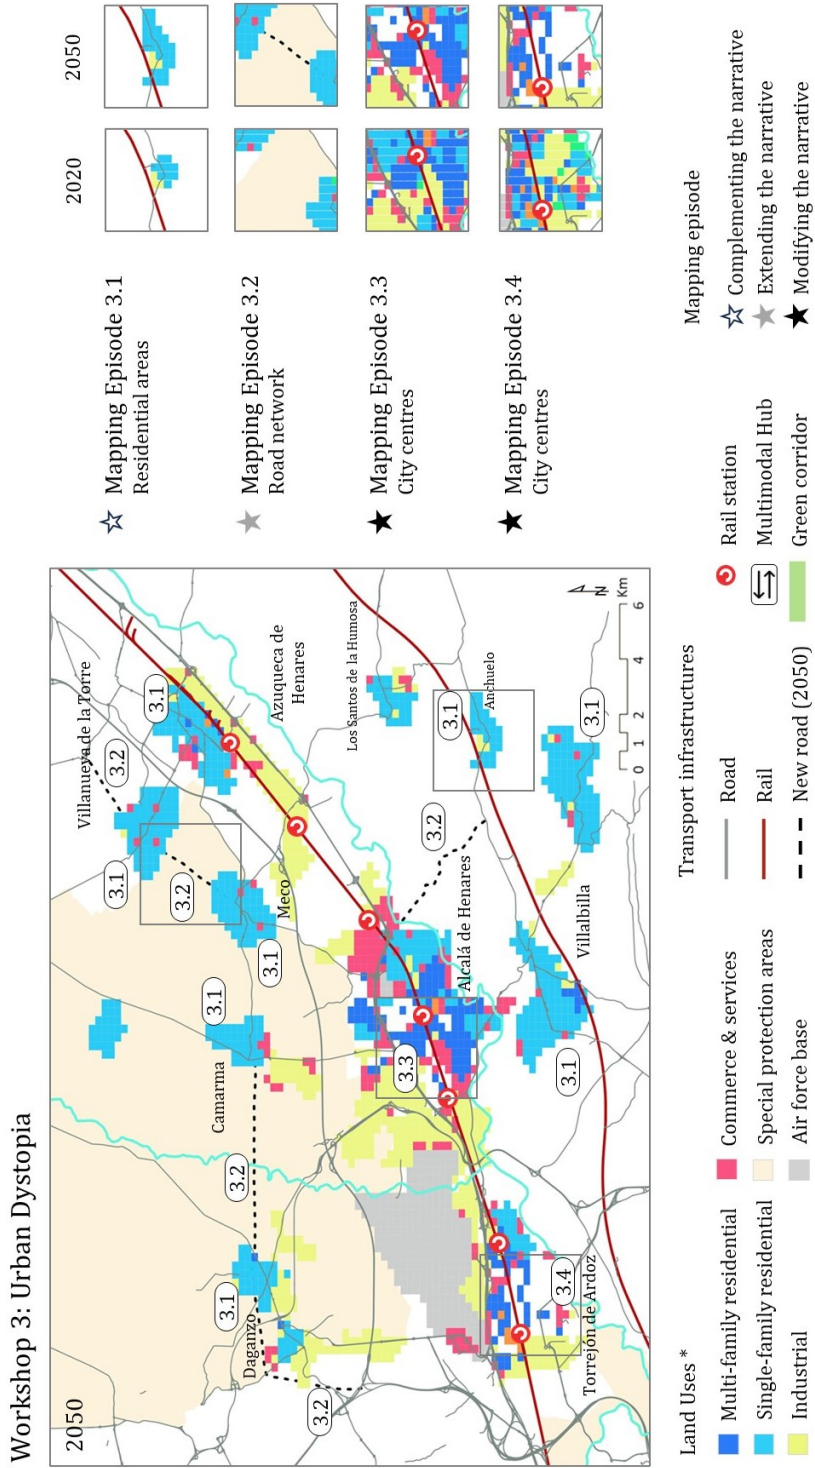 Workshop 3: Urban Dystopia
2050
Villanueva de la Torre
3.1
3.2
3.1
3.2
Azuqueca de
Henares
3.1
Meco
3.1
Camarma
3.2
3.1
Daganzo
3.2
Los Santos de la Humosa
3.1
Anchuelo
3.2
3.1
Alcalá de Henares
3.3
Villalbilla
3.1
3.4
Torrejón de Ardoz
N
0 1 2 4 6
Km
2020
2050
Mapping Episode 3.1
Residential areas
Mapping Episode 3.2
Road network
Mapping Episode 3.3
City centres
Mapping Episode 3.4
City centres
Land Uses *
Multi-family residential
Single-family residential
Industrial
Commerce & services
Special protection areas
Air force base
Transport infrastructures
Road
Rail
New road (2050)
Rail station
Multimodal Hub
Green corridor
Mapping episode
Complementing the narrative
Extending the narrative
Modifying the narrative